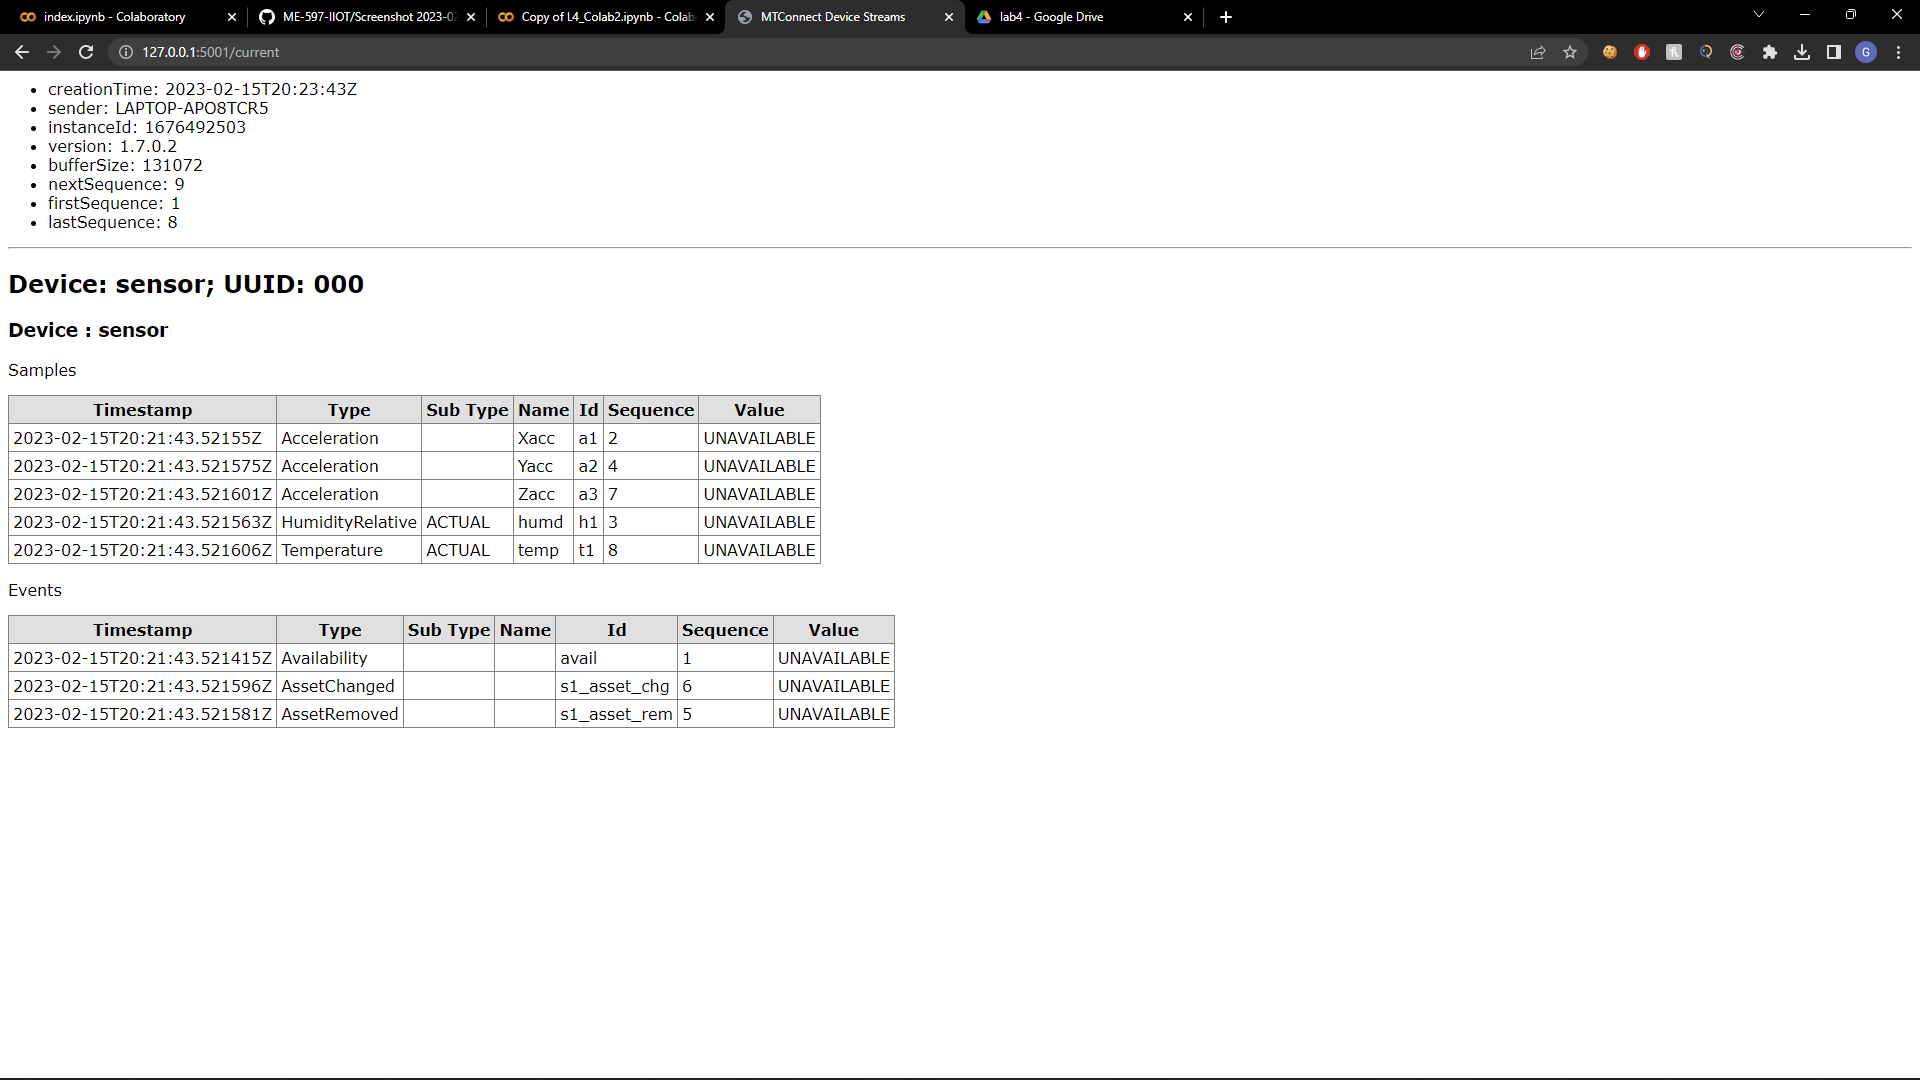 index.ipynb - Colaboratory
ME-597-IIOT/Screenshot 2023-02
Copy of L4_Colab2.ipynb - Colab
MTConnect Device Streams
lab4 - Google Drive
127.0.0.1:5001/current
G
• creationTime: 2023-02-15T20:23:43Z
• sender: LAPTOP-APO8TCR5
• instanceId: 1676492503
• version: 1.7.0.2
• bufferSize: 131072
• nextSequence: 9
• firstSequence: 1
• lastSequence: 8
Device: sensor; UUID: 000
Device : sensor
Samples
Timestamp Type Sub Type Name Id Sequence Value
2023-02-15T20:21:43.52155Z Acceleration Xacc a1 2 UNAVAILABLE
2023-02-15T20:21:43.521575Z Acceleration Yacc a2 4 UNAVAILABLE
2023-02-15T20:21:43.521601Z Acceleration Zacc a3 7 UNAVAILABLE
2023-02-15T20:21:43.521563Z HumidityRelative ACTUAL humd h1 3 UNAVAILABLE
2023-02-15T20:21:43.521606Z Temperature ACTUAL temp t1 8 UNAVAILABLE
Events
Timestamp Type Sub Type Name Id Sequence Value
2023-02-15T20:21:43.521415Z Availability avail 1 UNAVAILABLE
2023-02-15T20:21:43.521596Z AssetChanged s1_asset_chg 6 UNAVAILABLE
2023-02-15T20:21:43.521581Z AssetRemoved s1_asset_rem 5 UNAVAILABLE